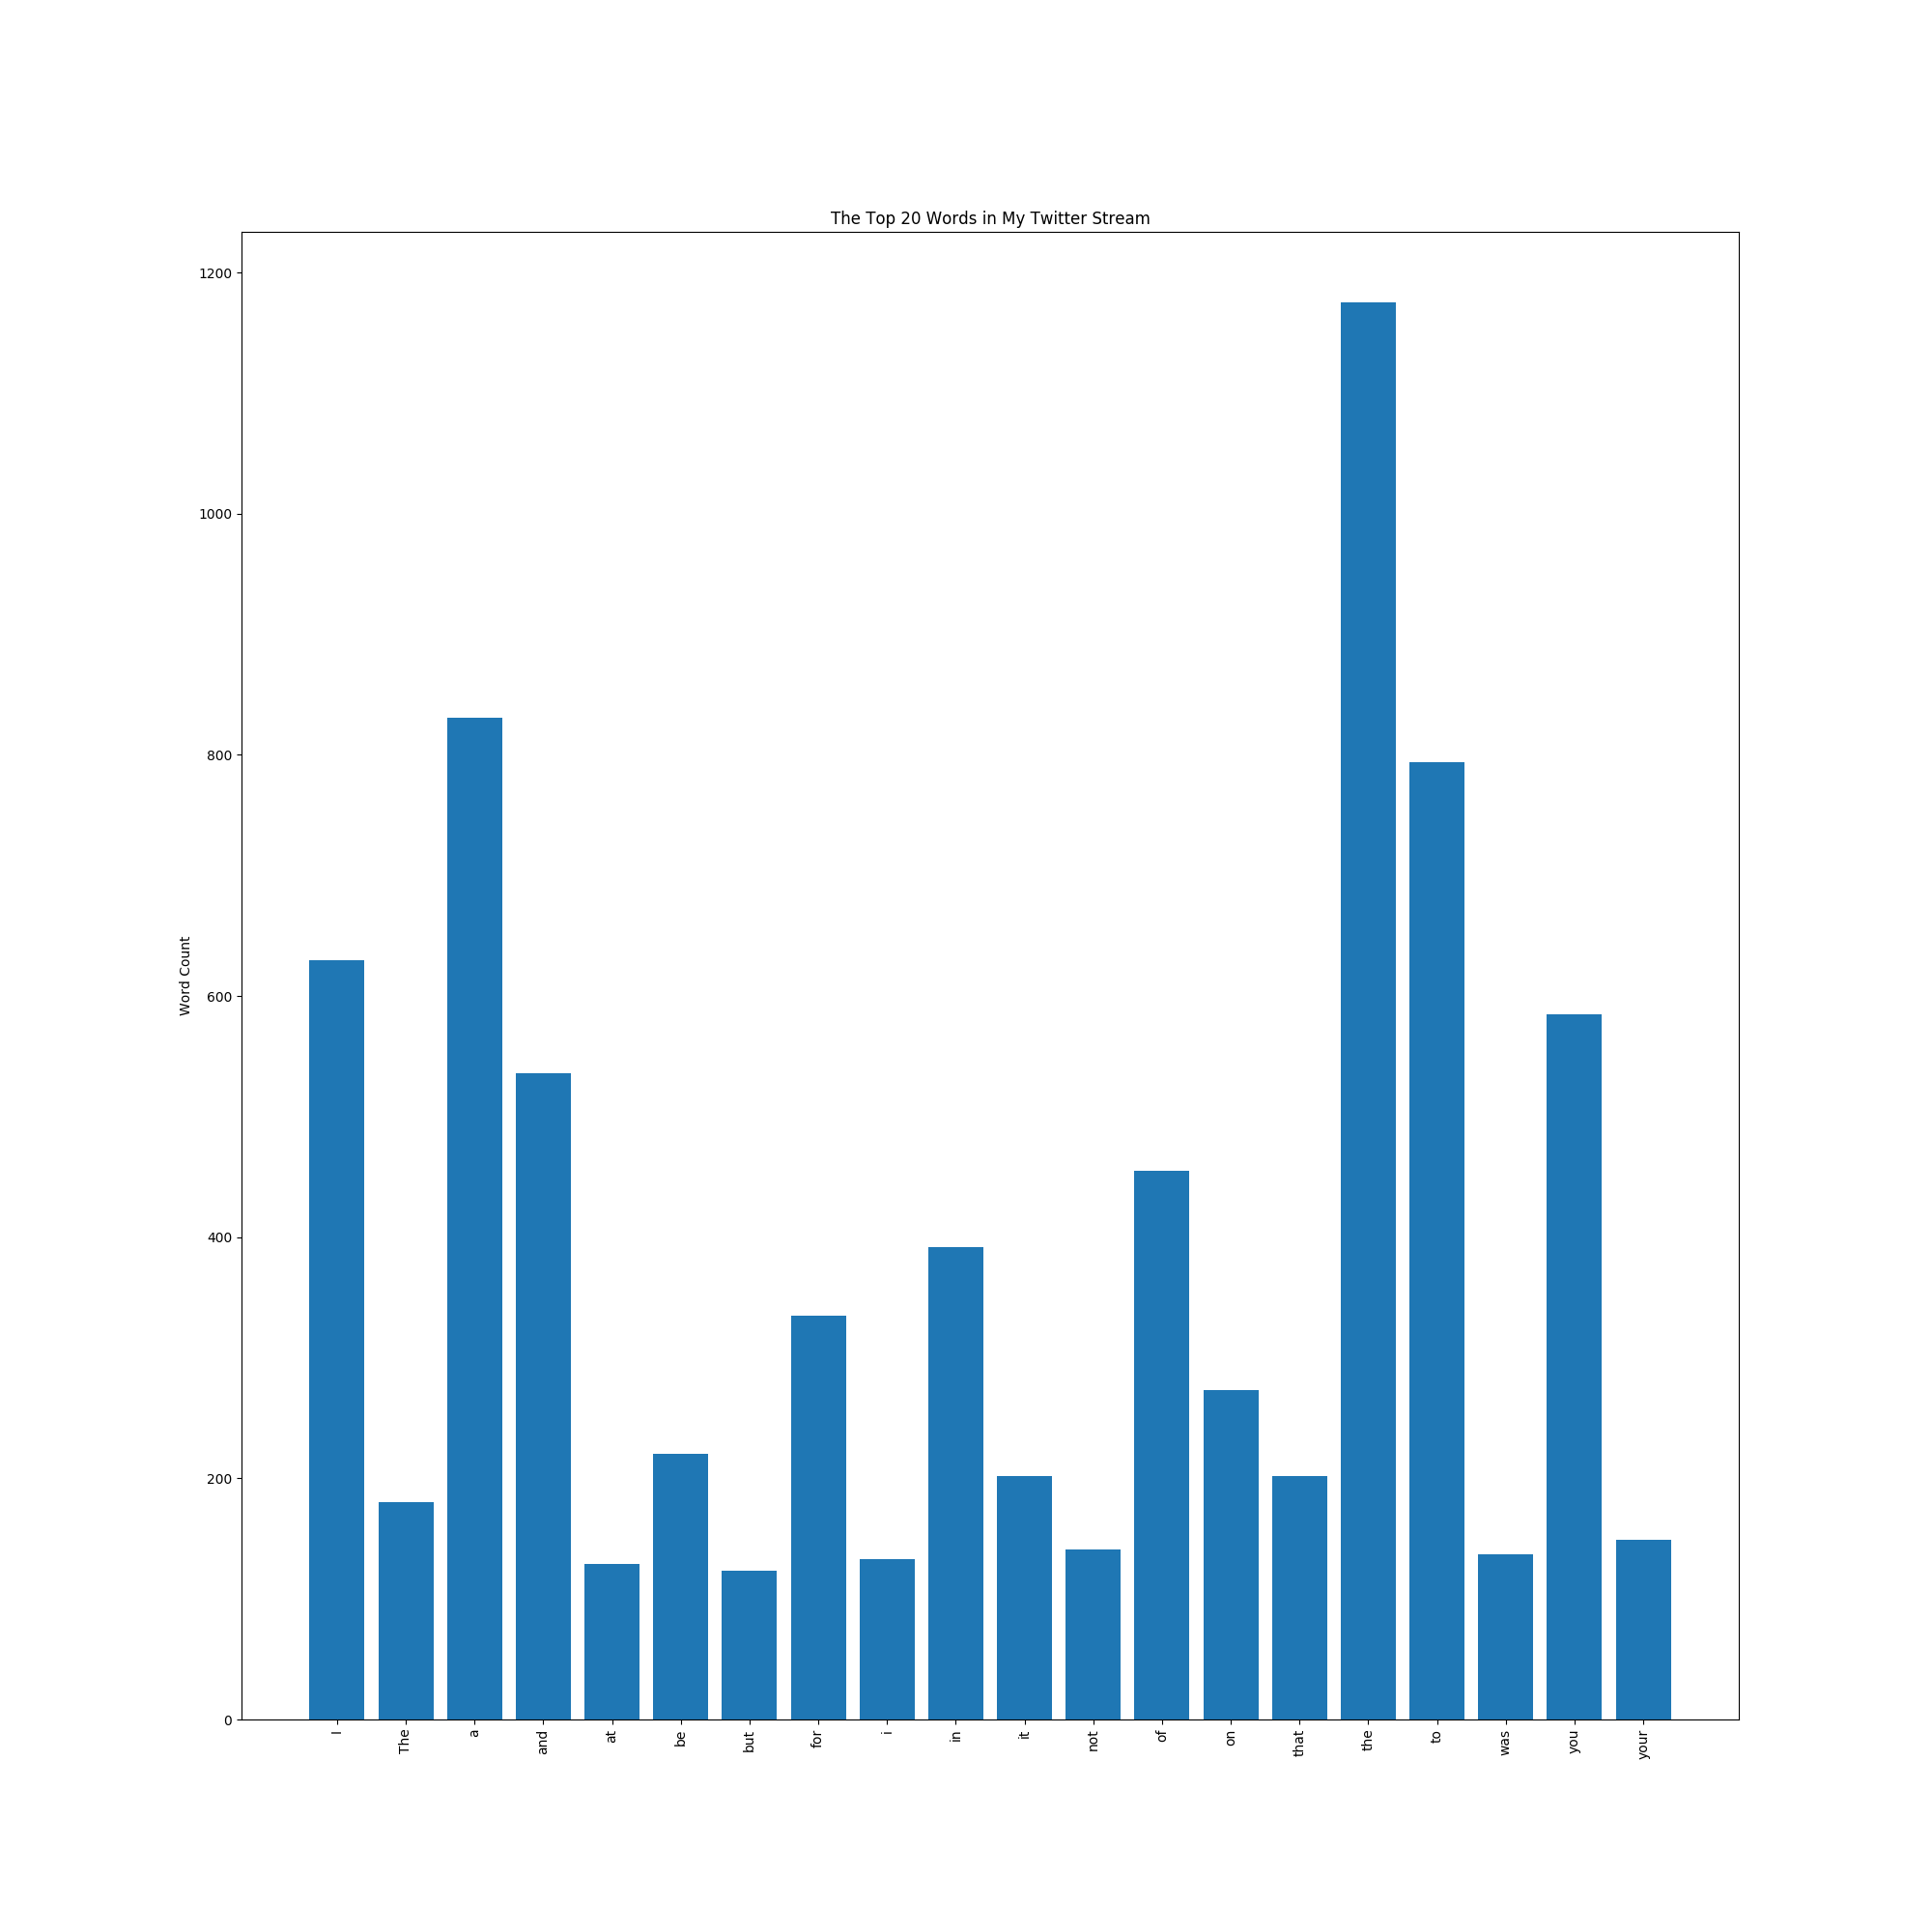 The Top 20 Words in My Twitter Stream
1200
1000
800
600
400
200
0
Word Count
I
The
a
and
at
be
but
for
i
in
it
not
of
on
that
the
to
was
you
your